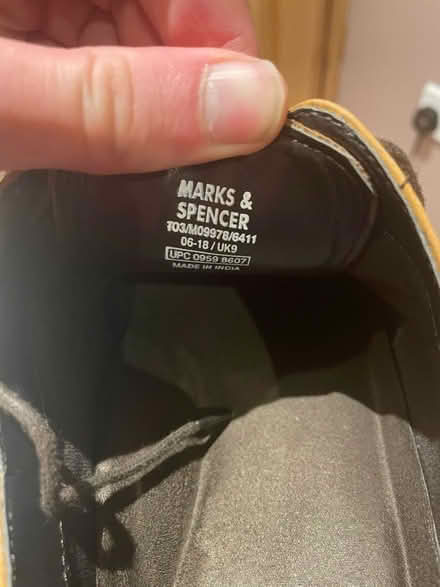 MARKS &
SPENCER
T03/M09978/6411
06-18 / UK9
UPC 0959 8607
MADE IN INDIA